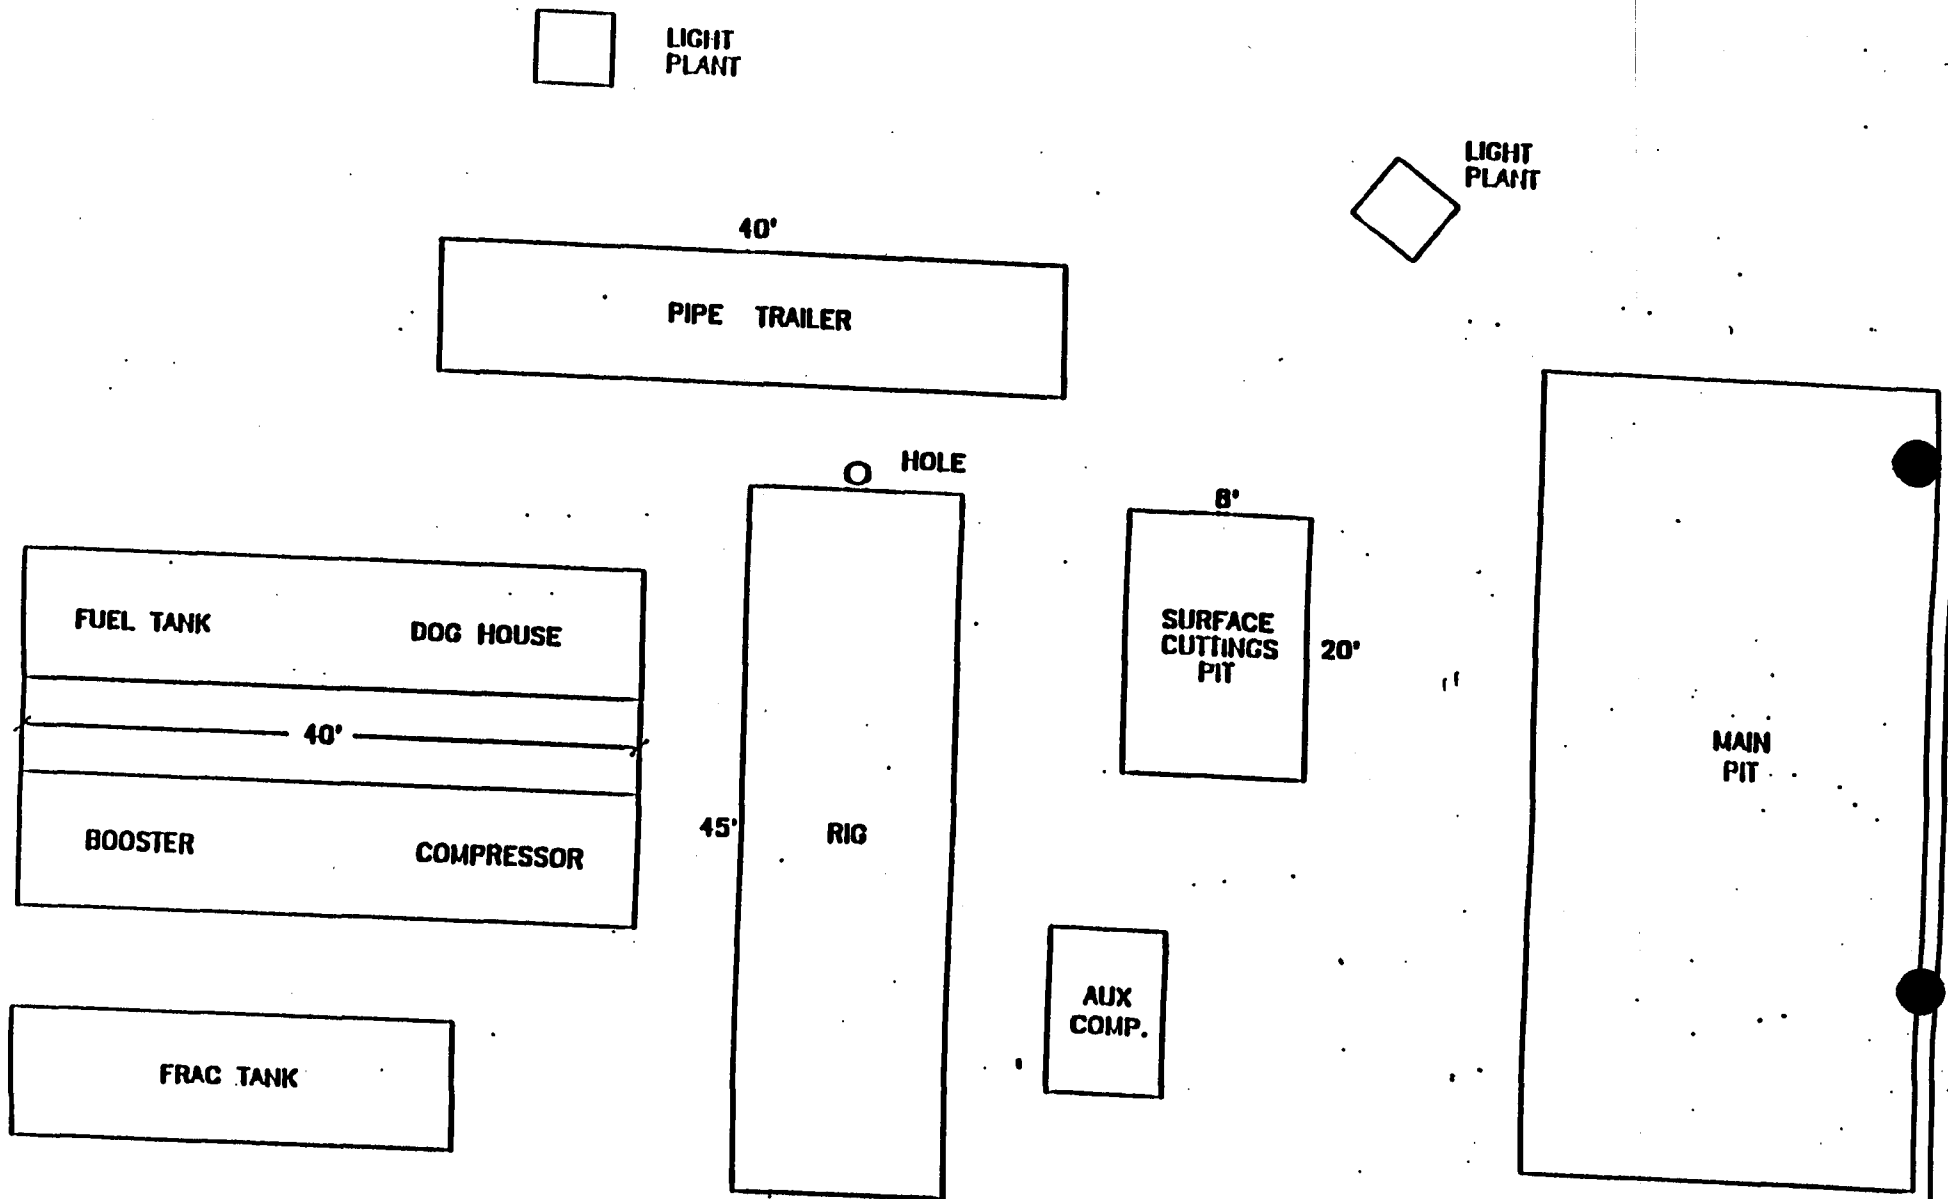 LIGHT
PLANT
LIGHT
PLANT
40'
PIPE TRAILER
HOLE
8'
FUEL TANK
DOG HOUSE
SURFACE
CUTTINGS
PIT
20'
40'
MAIN
PIT
45'
RIG
BOOSTER
COMPRESSOR
AUX
COMP.
FRAC TANK